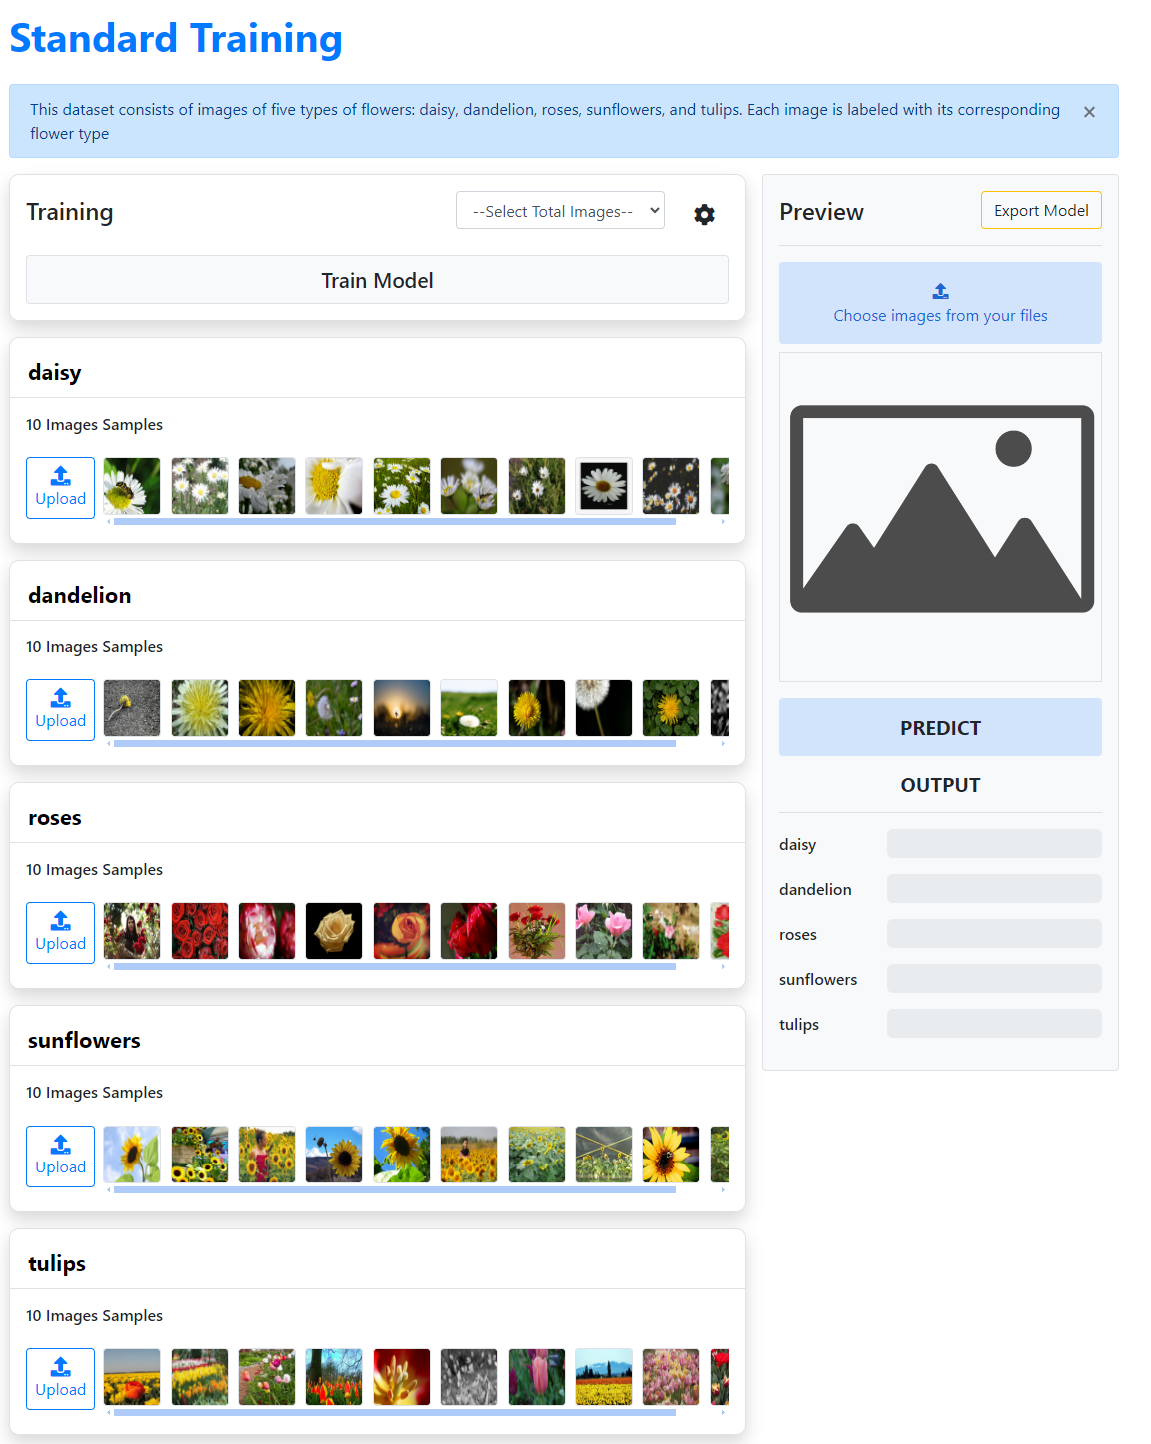 Standard Training
This dataset consists of images of five types of flowers: daisy, dandelion, roses, sunflowers, and tulips. Each image is labeled with its corresponding
flower type
×
Training
--Select Total Images--
Train Model
daisy
10 Images Samples
Upload
dandelion
10 Images Samples
Upload
roses
10 Images Samples
Upload
sunflowers
10 Images Samples
Upload
tulips
10 Images Samples
Upload
Preview
Export Model
Choose images from your files
PREDICT
OUTPUT
daisy
dandelion
roses
sunflowers
tulips